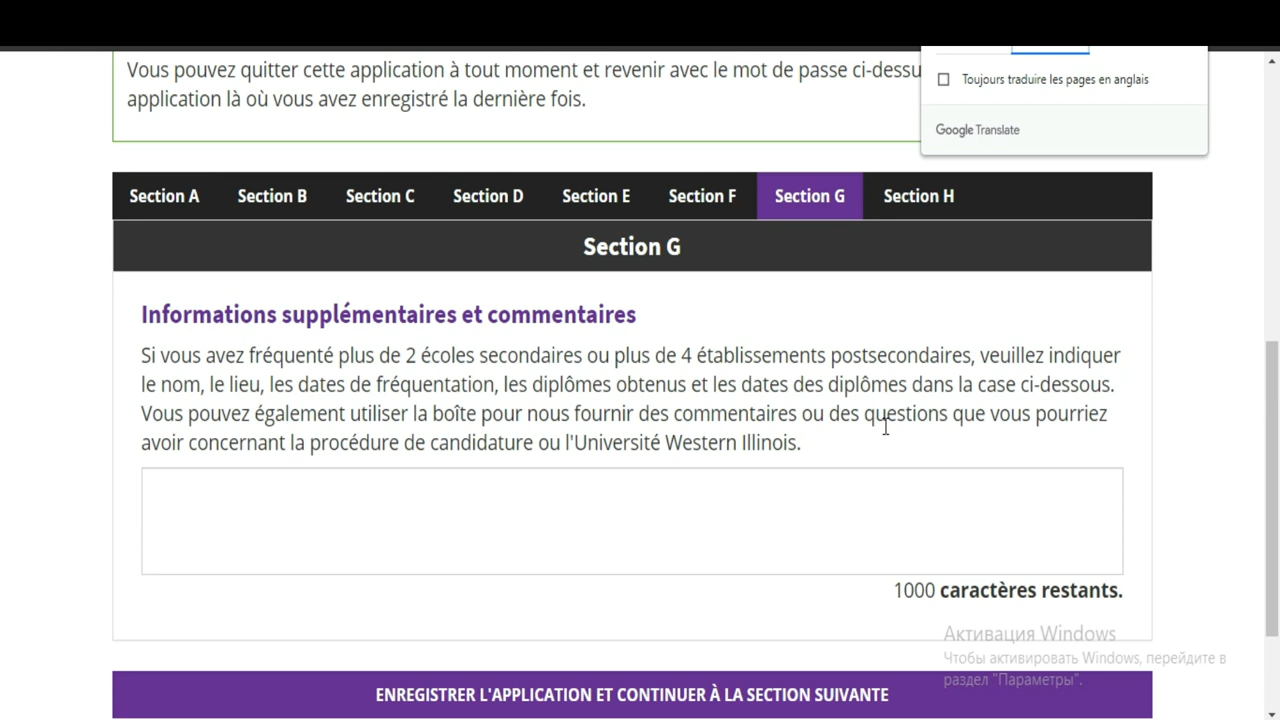 Vous pouvez quitter cette application à tout moment et revenir avec le mot de passe
application là où vous avez enregistré la dernière fois.
Toujours traduire les pages en anglais
Google Translate
Section A Section B Section C Section D Section E Section F Section G Section H
Section G
Informations supplémentaires et commentaires
Si vous avez fréquenté plus de 2 écoles secondaires ou plus de 4 établissements postsecondaires, veuillez indiquer
le nom, le lieu, les dates de fréquentation, les diplômes obtenus et les dates des diplômes dans la case ci-dessous.
Vous pouvez également utiliser la boîte pour nous fournir des commentaires ou des questions que vous pourriez
avoir concernant la procédure de candidature ou l'Université Western Illinois.
1000 caractères restants.
Активация Windows
Чтобы активировать Windows, перейдите в
раздел "Параметры".
ENREGISTRER L'APPLICATION ET CONTINUER À LA SECTION SUIVANTE